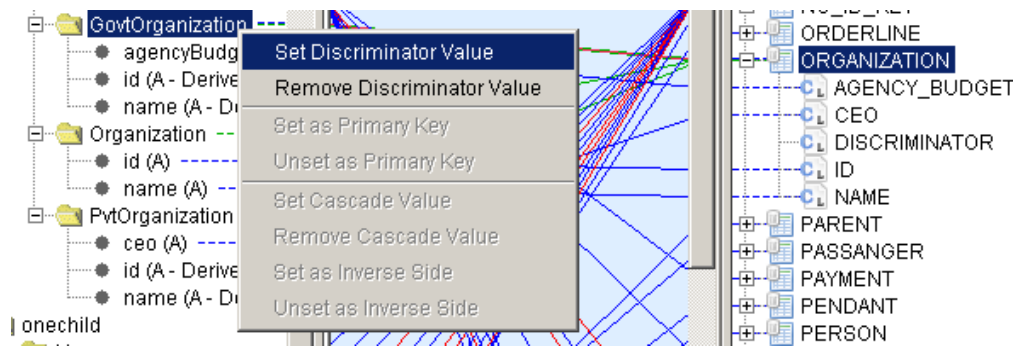 GovtOrganization
agencyBudg
id (A - Derive
name (A - De
Organization
id (A)
name (A)
PvtOrganization
ceo (A)
id (A - Derive
name (A - De
onechild
Set Discriminator Value
Remove Discriminator Value
Set as Primary Key
Unset as Primary Key
Set Cascade Value
Remove Cascade Value
Set as Inverse Side
Unset as Inverse Side
NO_ID_KEY
ORDERLINE
ORGANIZATION
AGENCY_BUDGET
CEO
DISCRIMINATOR
ID
NAME
PARENT
PASSANGER
PAYMENT
PENDANT
PERSON